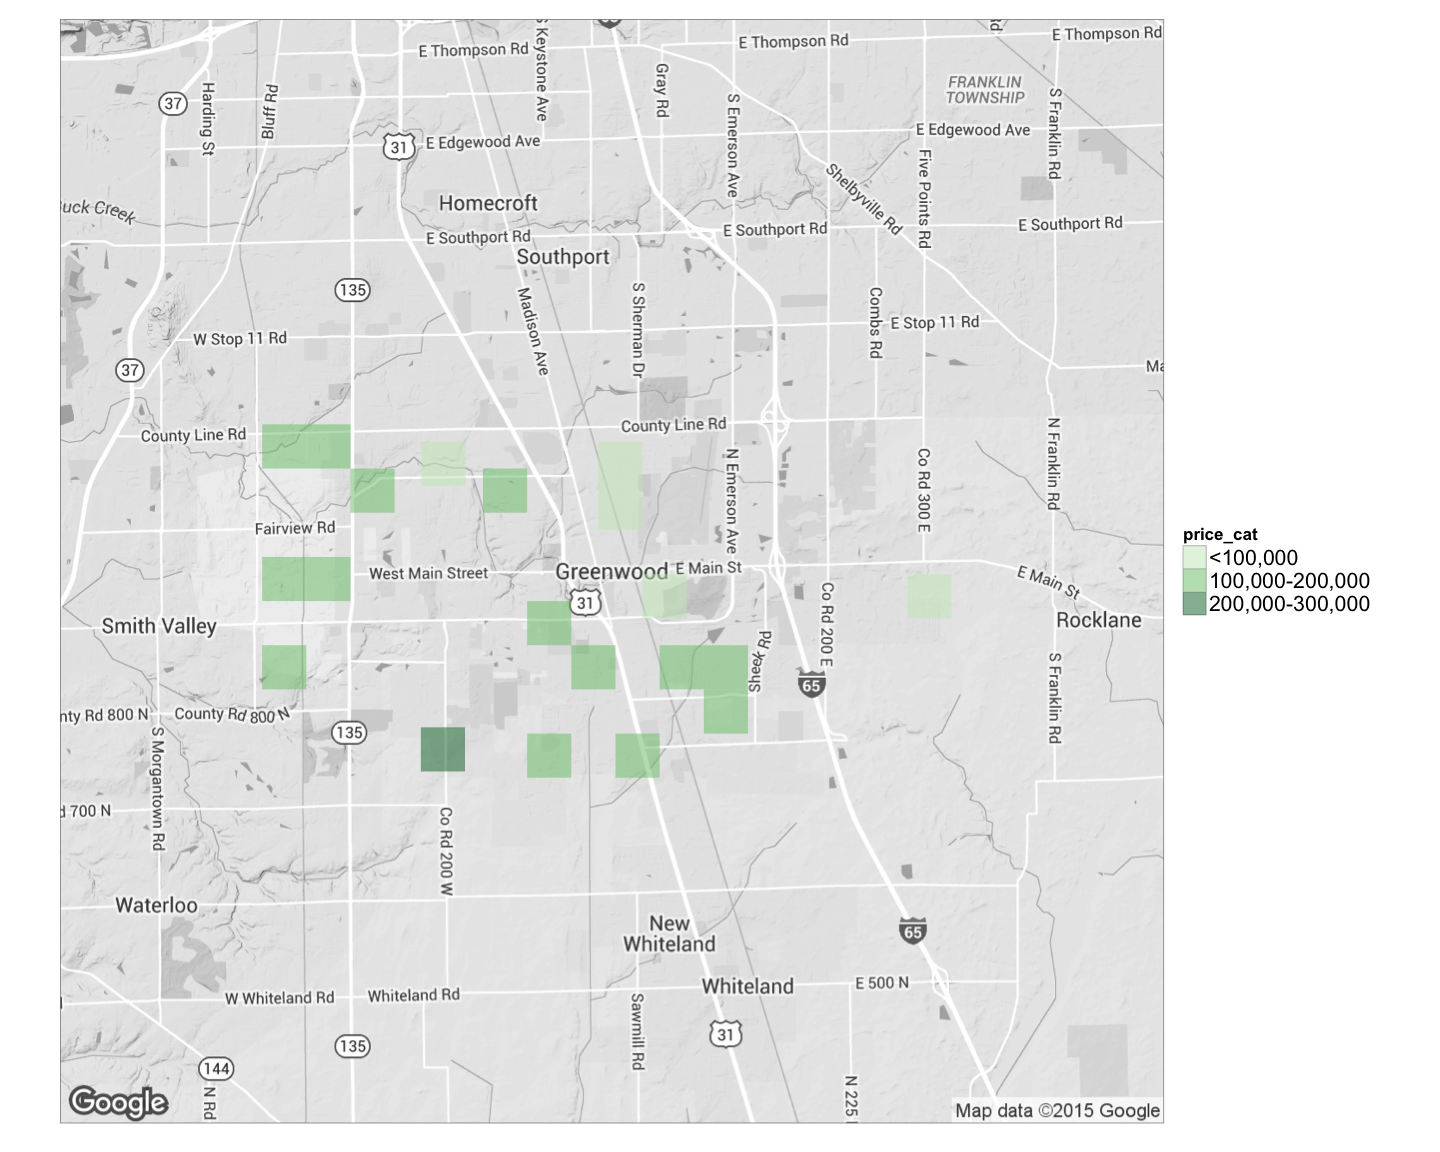 E Thompson Rd
S Keystone Ave
E Thompson Rd
E Thompson Rd
Rd
37
Harding St
Bluff Rd
Gray Rd
S Emerson Ave
FRANKLIN
TOWNSHIP
S Franklin Rd
31
E Edgewood Ave
E Edgewood Ave
Five Points Rd
Shelbyville Rd
Buck Creek
Homecroft
E Southport Rd
Southport
E Southport Rd
E Southport Rd
135
Madison Ave
S Sherman Dr
Combs Rd
W Stop 11 Rd
E Stop 11 Rd
37
Ma
County Line Rd
County Line Rd
N Emerson Ave
Co Rd 300 E
N Franklin Rd
Fairview Rd
West Main Street
Greenwood
E Main St
E Main St
31
Smith Valley
Co Rd 200 E
Rocklane
Sheek Rd
65
S Franklin Rd
nty Rd 800 N
County Rd 800 N
135
S Morgantown Rd
d 700 N
Co Rd 200 W
Waterloo
New
Whiteland
65
Whiteland
E 500 N
W Whiteland Rd
Whiteland Rd
Sawmill Rd
31
135
144
N Rd
N 225
Google
Map data ©2015 Google
price_cat
<100,000
100,000-200,000
200,000-300,000